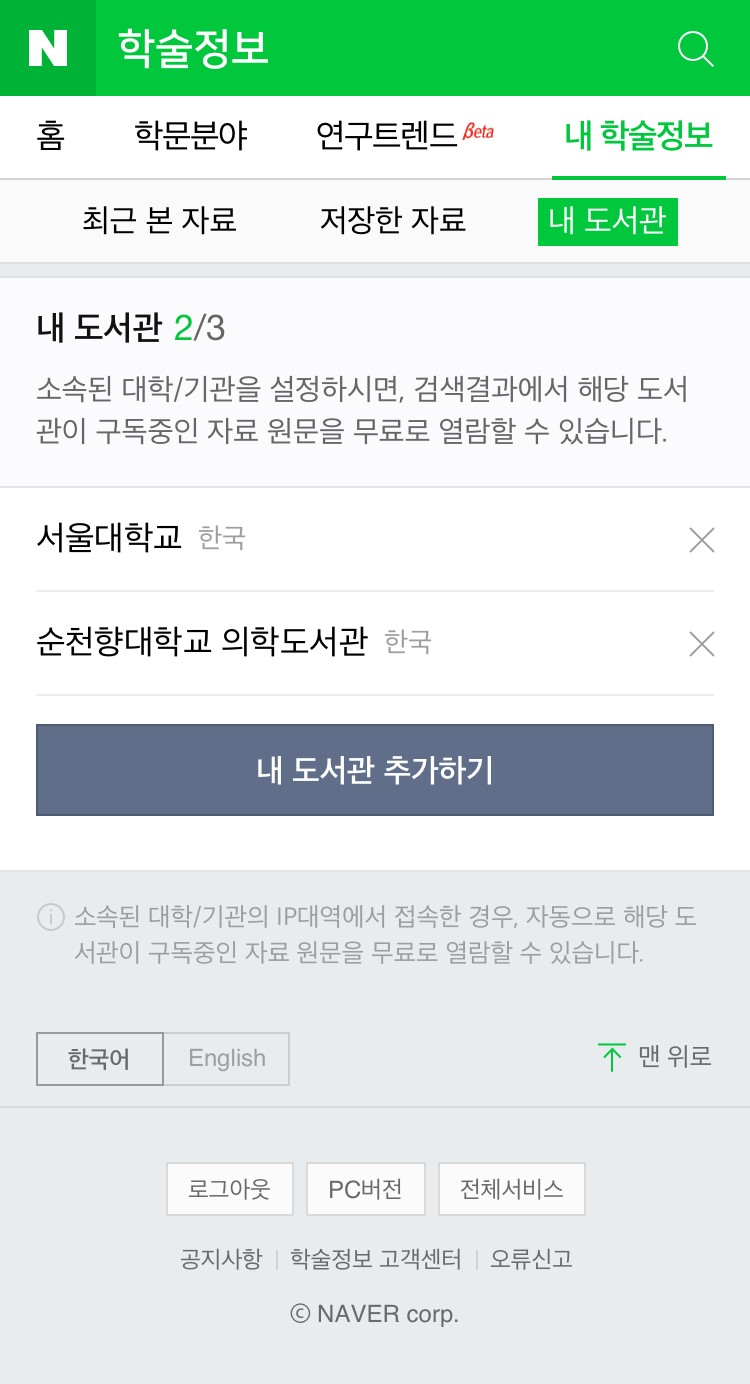 N 학술정보
홈 학문분야 연구트렌드 Beta 내 학술정보
최근 본 자료 저장한 자료 내 도서관
내 도서관 2/3
소속된 대학/기관을 설정하시면, 검색결과에서 해당 도서
관이 구독중인 자료 원문을 무료로 열람할 수 있습니다.
서울대학교 한국
순천향대학교 의학도서관 한국
내 도서관 추가하기
소속된 대학/기관의 IP대역에서 접속한 경우, 자동으로 해당 도
서관이 구독중인 자료 원문을 무료로 열람할 수 있습니다.
한국어 English 맨 위로
로그아웃 PC버전 전체서비스
공지사항 학술정보 고객센터 오류신고
ⓒ NAVER corp.